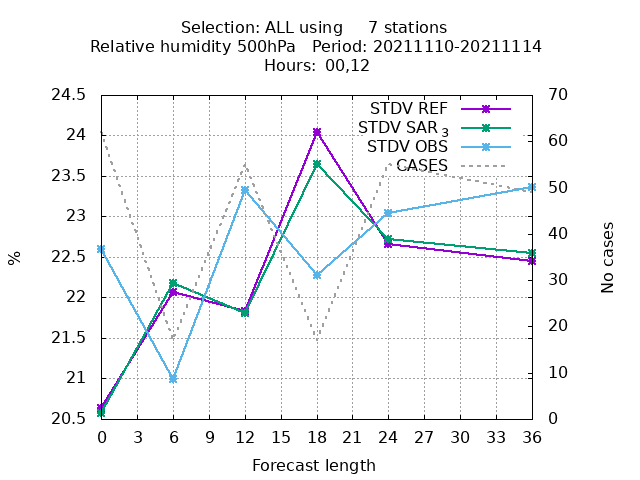 Selection: ALL using 7 stations
Relative humidity 500hPa Period: 20211110-20211114
Hours: 00,12
24.5
24
23.5
23
22.5
22
21.5
21
20.5
%
STDV REF
STDV SAR 3
STDV OBS
CASES
70
60
50
40
30
20
10
0
No cases
0 3 6 9 12 15 18 21 24 27 30 33 36
Forecast length